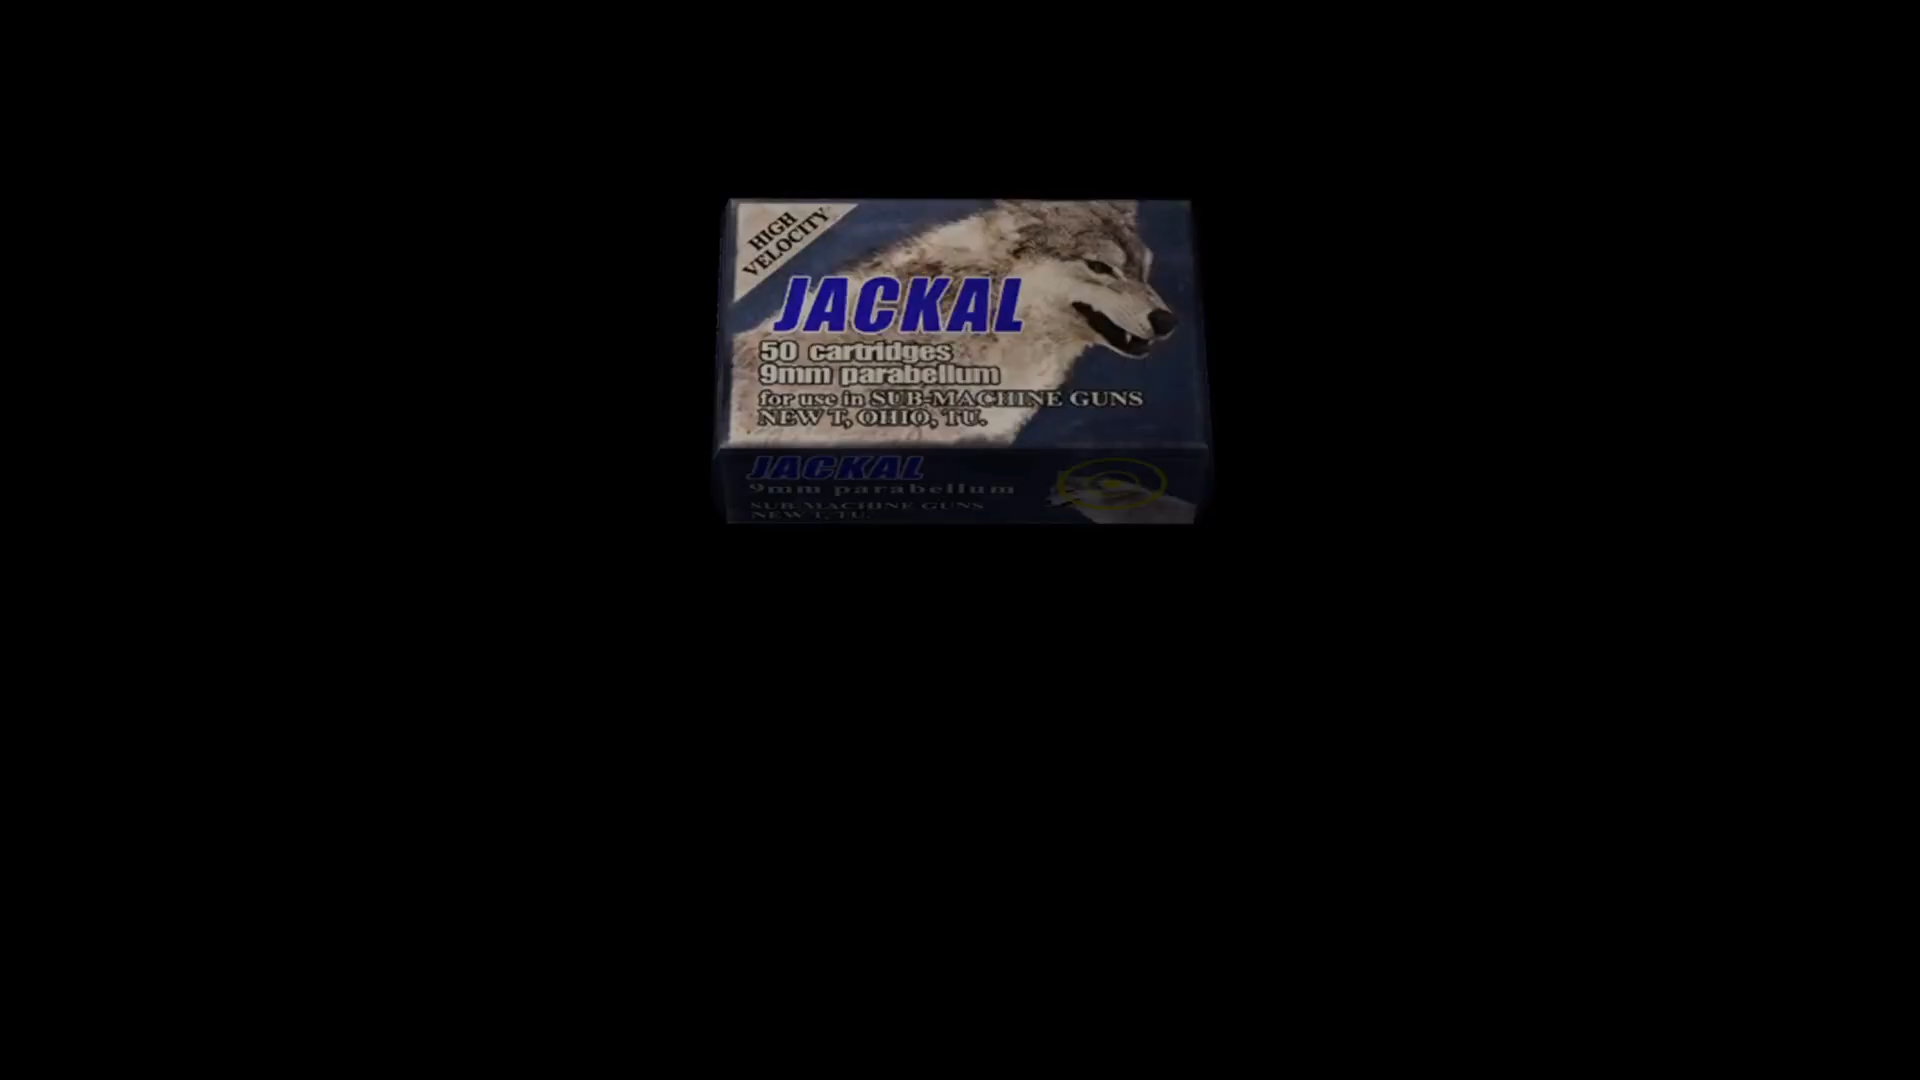 HIGH
VELOCITY
JACKAL
50 cartridges
9mm parabellum
for use in SUB-MACHINE GUNS
NEW T, OHIO, TU.
JACKAL
9mm parabellum
SUB-MACHINE GUNS
NEW T, TU.